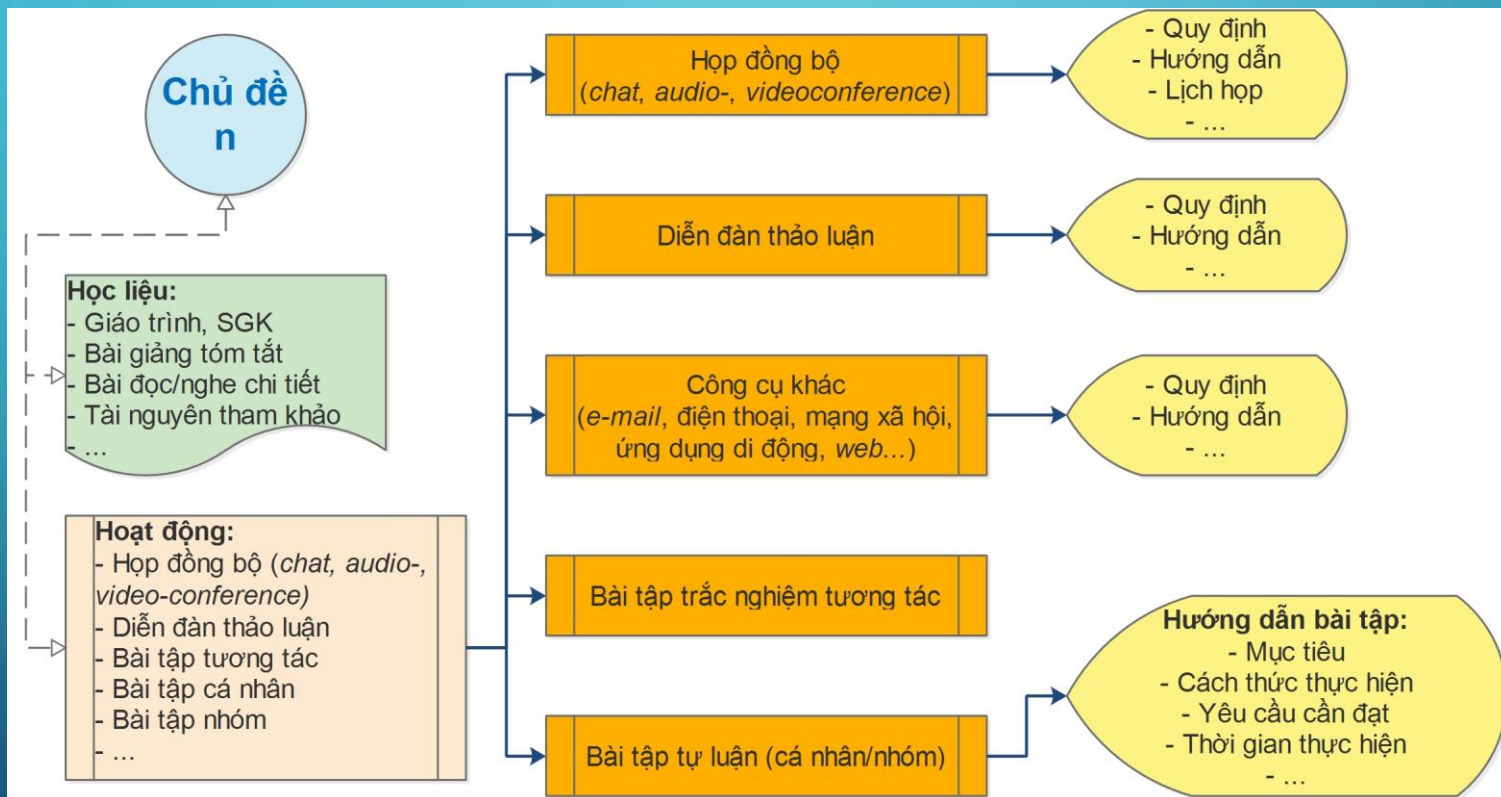 Chủ đề
n
Học liệu:
- Giáo trình, SGK
- Bài giảng tóm tắt
- Bài đọc/nghe chi tiết
- Tài nguyên tham khảo
- ...
Hoạt động:
- Họp đồng bộ (chat, audio-,
video-conference)
- Diễn đàn thảo luận
- Bài tập tương tác
- Bài tập cá nhân
- Bài tập nhóm
- ...
Họp đồng bộ
(chat, audio-, videoconference)
- Quy định
- Hướng dẫn
- Lịch họp
- ...
Diễn đàn thảo luận
- Quy định
- Hướng dẫn
- ...
Công cụ khác
(e-mail, điện thoại, mạng xã hội,
ứng dụng di động, web...)
- Quy định
- Hướng dẫn
- ...
Bài tập trắc nghiệm tương tác
Bài tập tự luận (cá nhân/nhóm)
Hướng dẫn bài tập:
- Mục tiêu
- Cách thức thực hiện
- Yêu cầu cần đạt
- Thời gian thực hiện
- ...